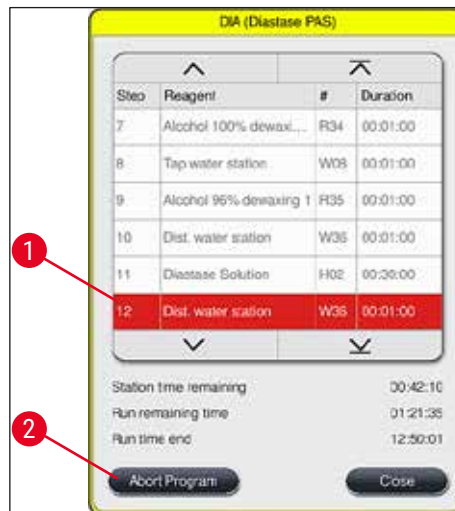 DIA (Diastase PAS)
Step Reagent # Duration
7 Alcohol 100% dewaxi... R34 00:01:00
8 Tap water station W08 00:01:00
9 Alcohol 96% dewaxing 1 R35 00:01:00
10 Dist. water station W36 00:01:00
11 Diastase Solution H02 00:30:00
1
12 Dist. water station W36 00:01:00
Station time remaining 00:42:10
Run remaining time 01:21:35
Run time end 12:50:01
2
Abort Program Close